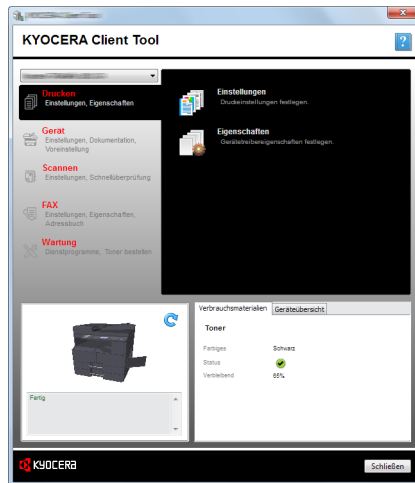 KYOCERA Client Tool
?
Drucken
Einstellungen, Eigenschaften
Gerät
Einstellungen, Dokumentation,
Voreinstellung
Scannen
Einstellungen, Schnellüberprüfung
FAX
Einstellungen, Eigenschaften,
Adressbuch
Wartung
Dienstprogramme, Toner bestellen
Einstellungen
Druckeinstellungen festlegen.
Eigenschaften
Gerätetreibereigenschaften festlegen.
Fertig
Verbrauchsmaterialien
Geräteübersicht
Toner
Farbiges Schwarz
Status
Verbleibend 65%
KYOCERA
Schließen